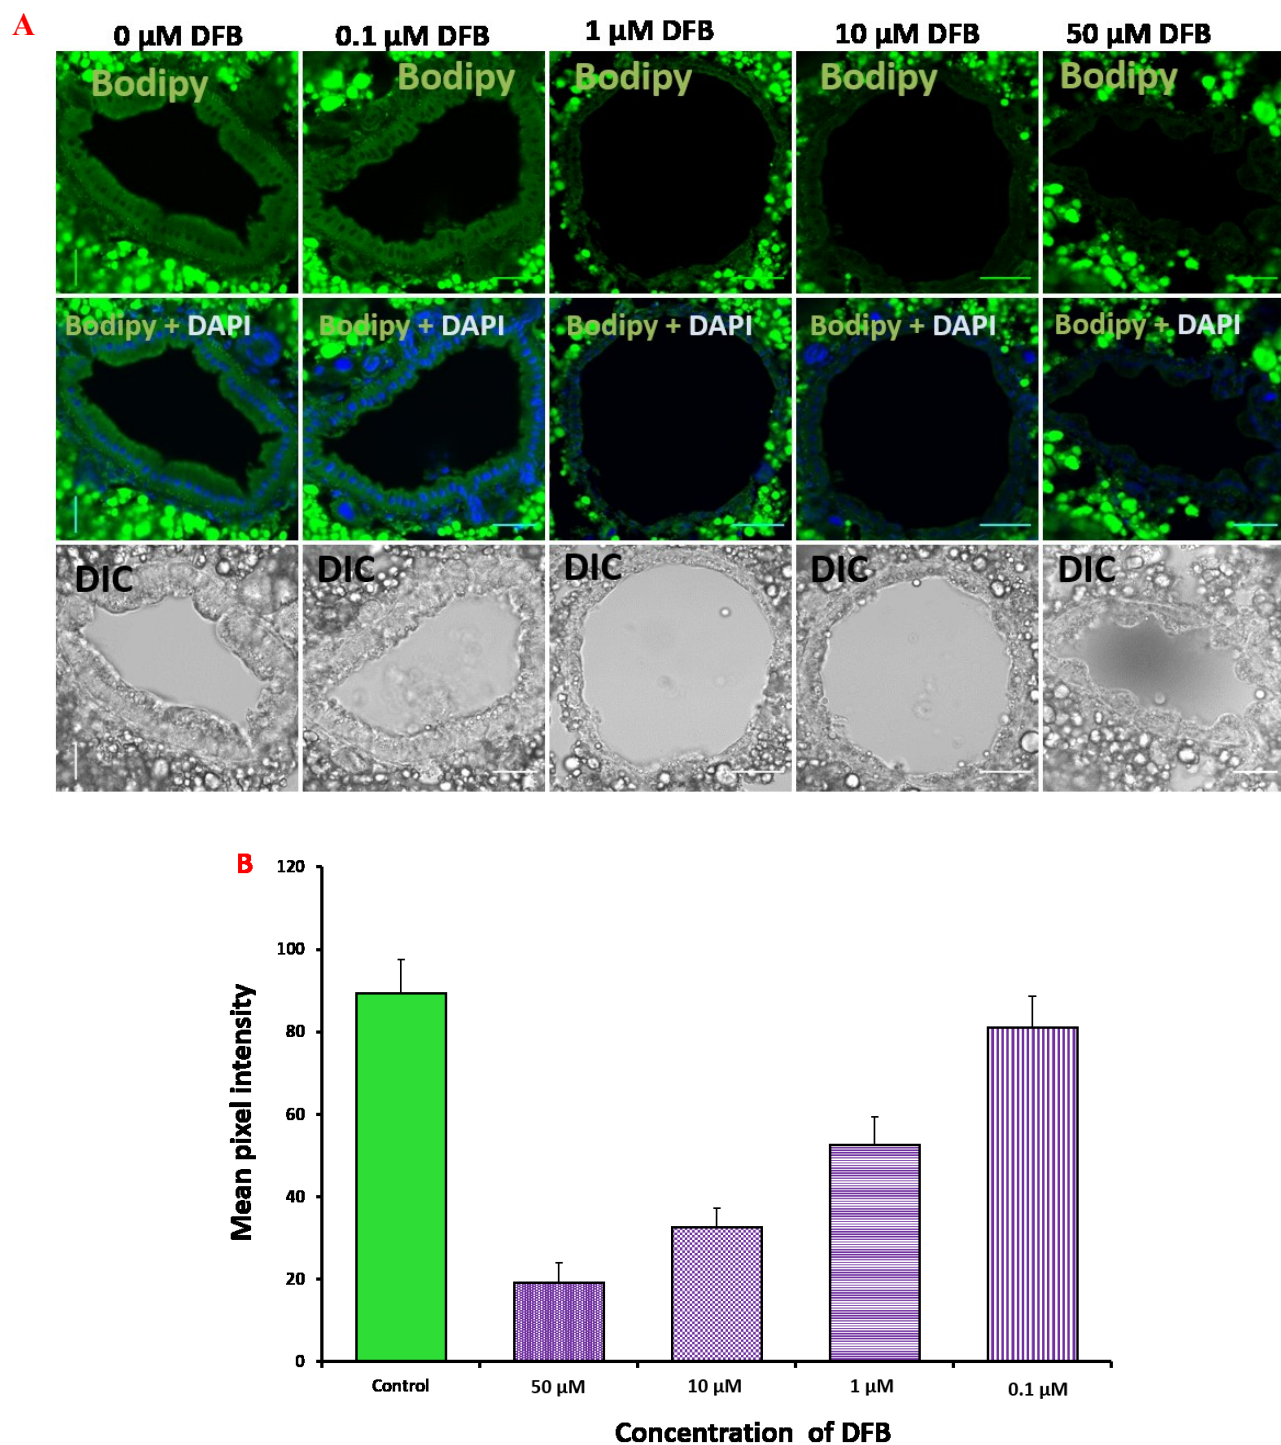 A
0 µM DFB 0.1 µM DFB 1 µM DFB 10 µM DFB 50 µM DFB
Bodipy Bodipy Bodipy Bodipy Bodipy
Bodipy + DAPI Bodipy + DAPI Bodipy + DAPI Bodipy + DAPI Bodipy + DAPI
DIC DIC DIC DIC DIC
B
120
100
80
60
40
20
0
Mean pixel intensity
Control 50 µM 10 µM 1 µM 0.1 µM
Concentration of DFB